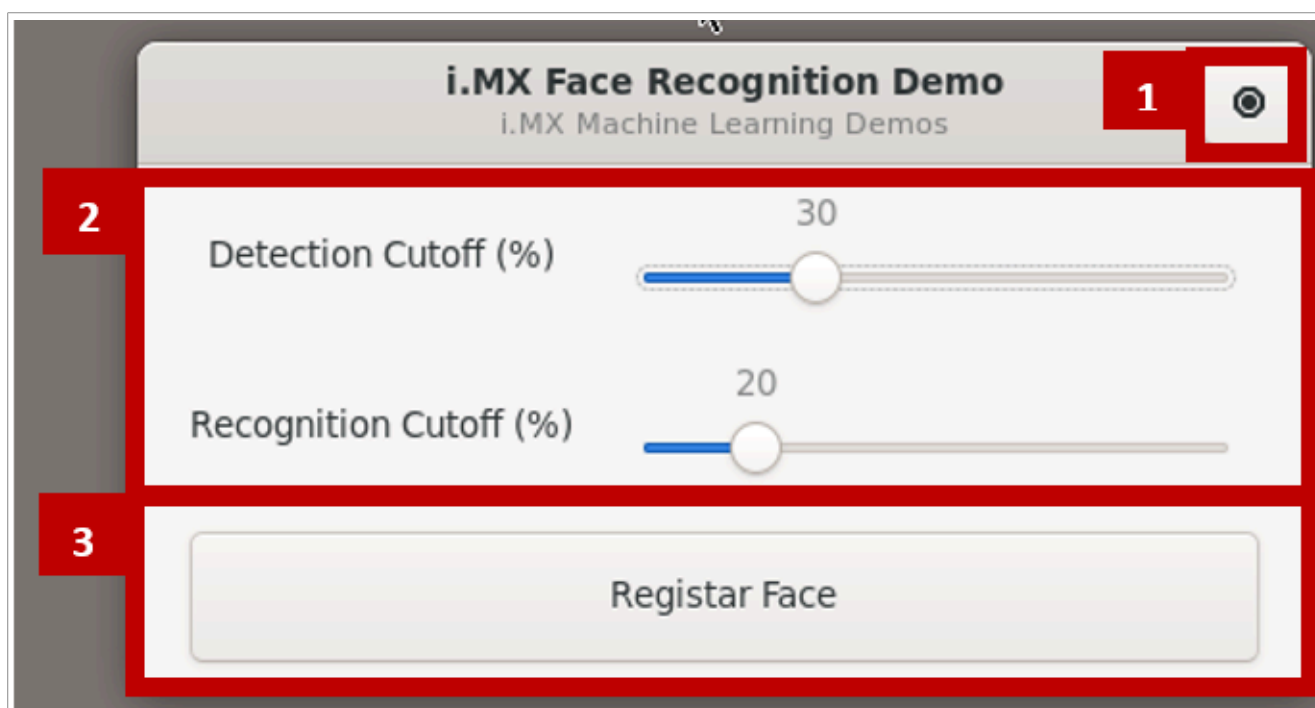 i.MX Face Recognition Demo
i.MX Machine Learning Demos
1
2
30
Detection Cutoff (%)
20
Recognition Cutoff (%)
3
Registar Face